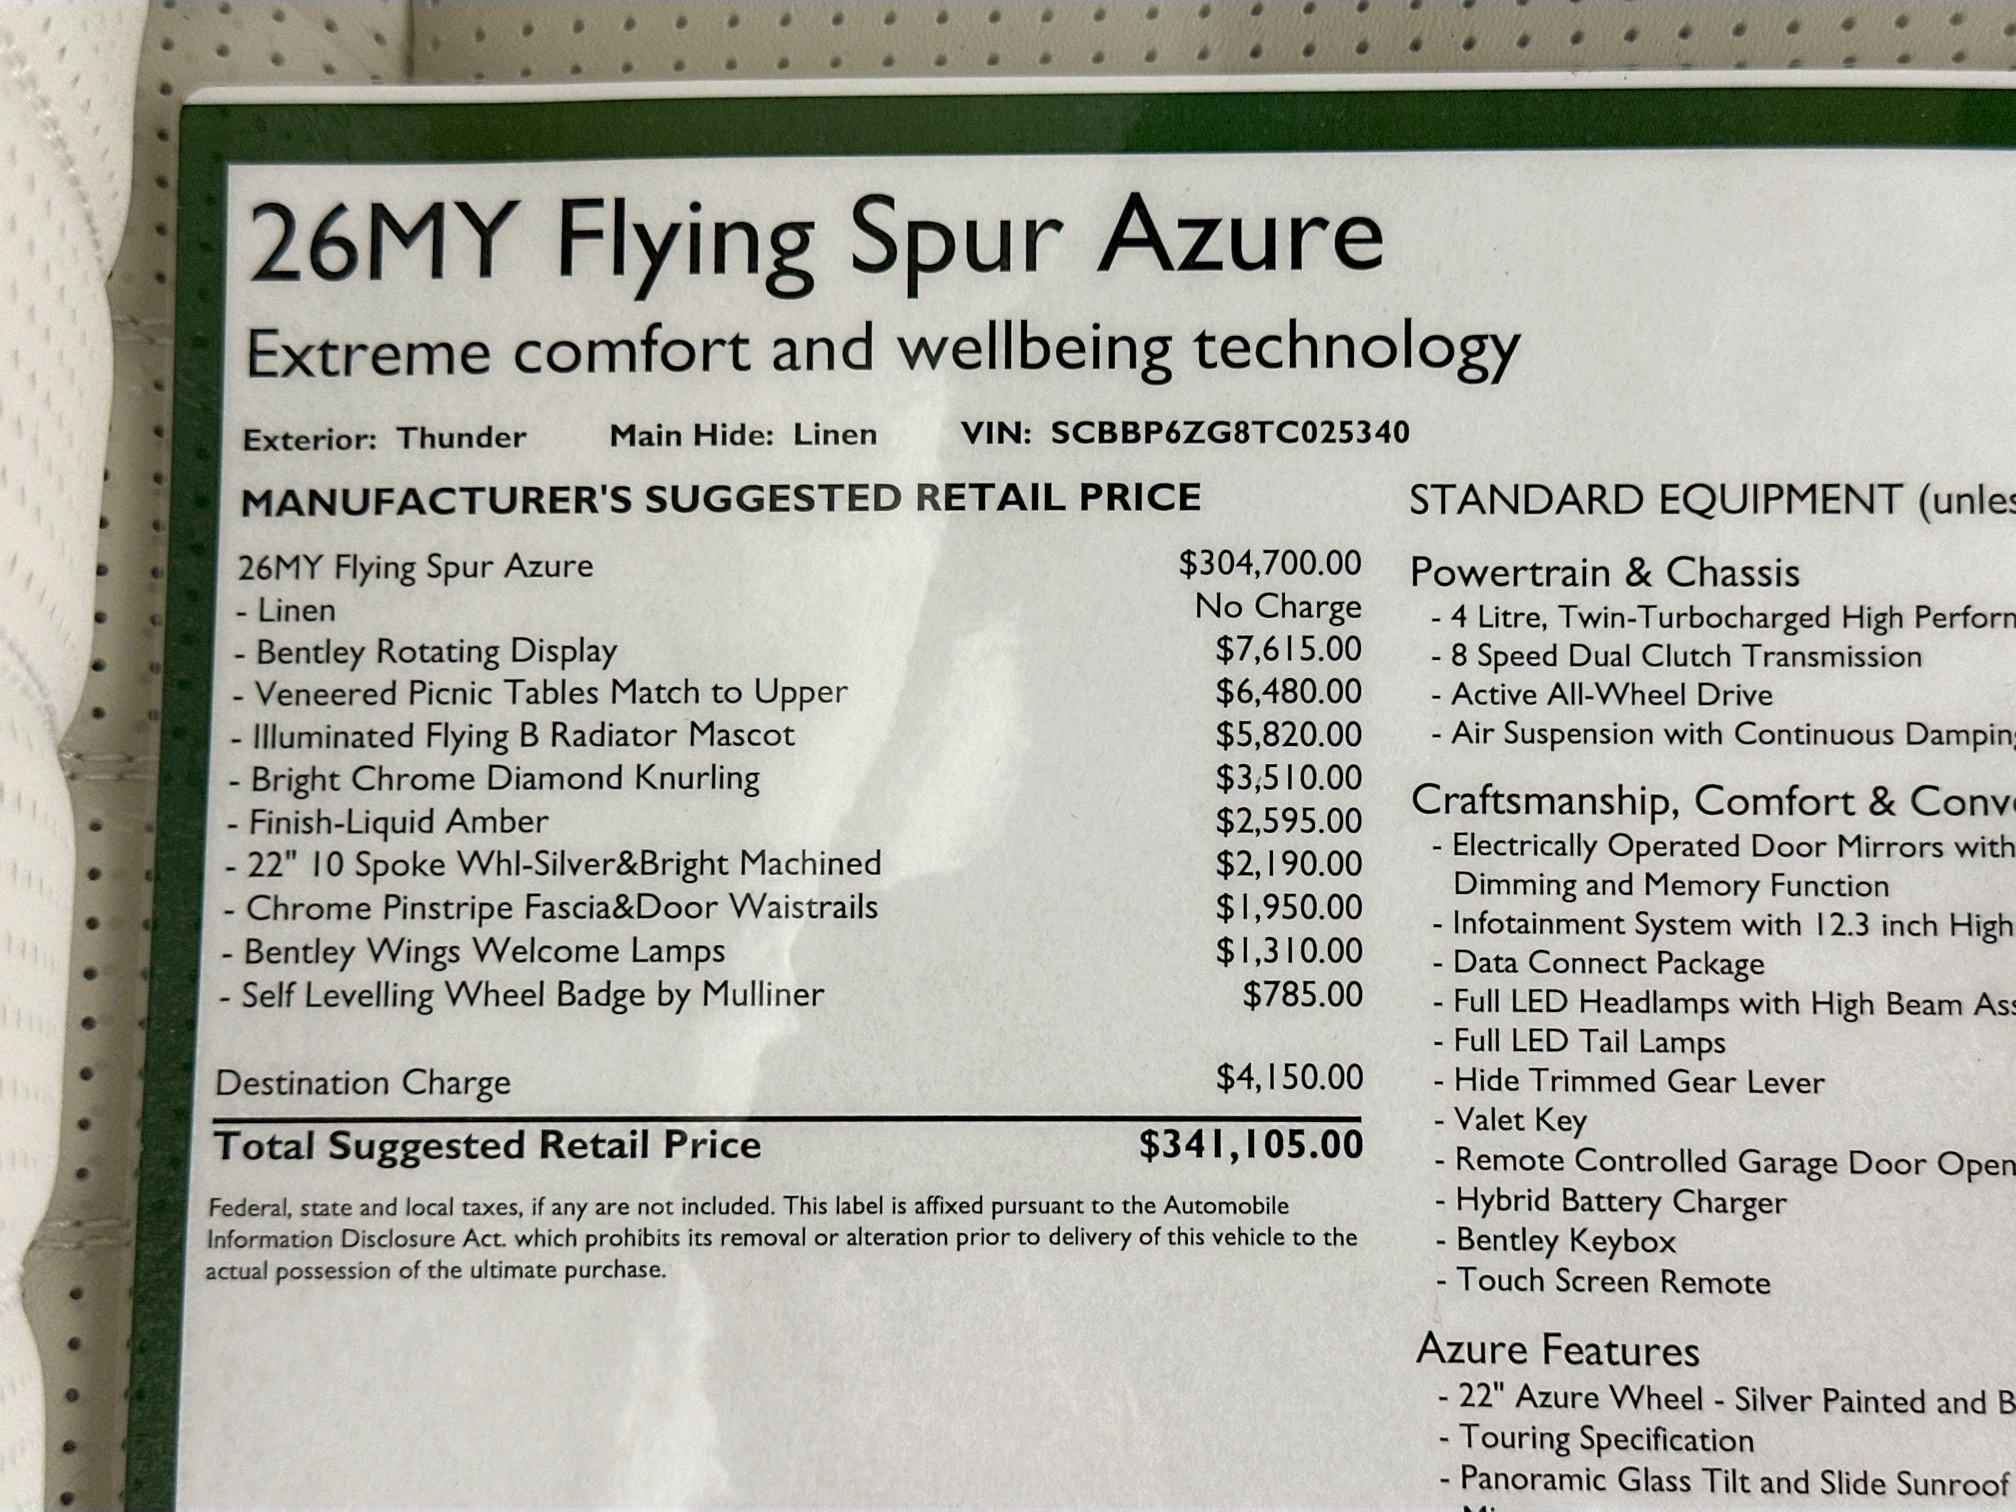 26MY Flying Spur Azure
Extreme comfort and wellbeing technology
Exterior: Thunder Main Hide: Linen VIN: SCBBP6ZG8TC025340
MANUFACTURER'S SUGGESTED RETAIL PRICE
26MY Flying Spur Azure $304,700.00
- Linen No Charge
- Bentley Rotating Display $7,615.00
- Veneered Picnic Tables Match to Upper $6,480.00
- Illuminated Flying B Radiator Mascot $5,820.00
- Bright Chrome Diamond Knurling $3,510.00
- Finish-Liquid Amber $2,595.00
- 22" 10 Spoke Whl-Silver&Bright Machined $2,190.00
- Chrome Pinstripe Fascia&Door Waistrails $1,950.00
- Bentley Wings Welcome Lamps $1,310.00
- Self Levelling Wheel Badge by Mulliner $785.00
Destination Charge $4,150.00
Total Suggested Retail Price $341,105.00
Federal, state and local taxes, if any are not included. This label is affixed pursuant to the Automobile
Information Disclosure Act. which prohibits its removal or alteration prior to delivery of this vehicle to the
actual possession of the ultimate purchase.
STANDARD EQUIPMENT (unles
Powertrain & Chassis
- 4 Litre, Twin-Turbocharged High Perform
- 8 Speed Dual Clutch Transmission
- Active All-Wheel Drive
- Air Suspension with Continuous Damping
Craftsmanship, Comfort & Conve
- Electrically Operated Door Mirrors with
Dimming and Memory Function
- Infotainment System with 12.3 inch High
- Data Connect Package
- Full LED Headlamps with High Beam Ass
- Full LED Tail Lamps
- Hide Trimmed Gear Lever
- Valet Key
- Remote Controlled Garage Door Open
- Hybrid Battery Charger
- Bentley Keybox
- Touch Screen Remote
Azure Features
- 22" Azure Wheel - Silver Painted and B
- Touring Specification
- Panoramic Glass Tilt and Slide Sunroof